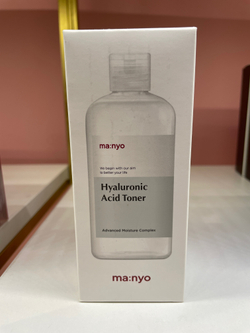 ma:nyo
We begin with our skin
to better your life
Hyaluronic
Acid Toner
Advanced Moisture Complex
ma:nyo